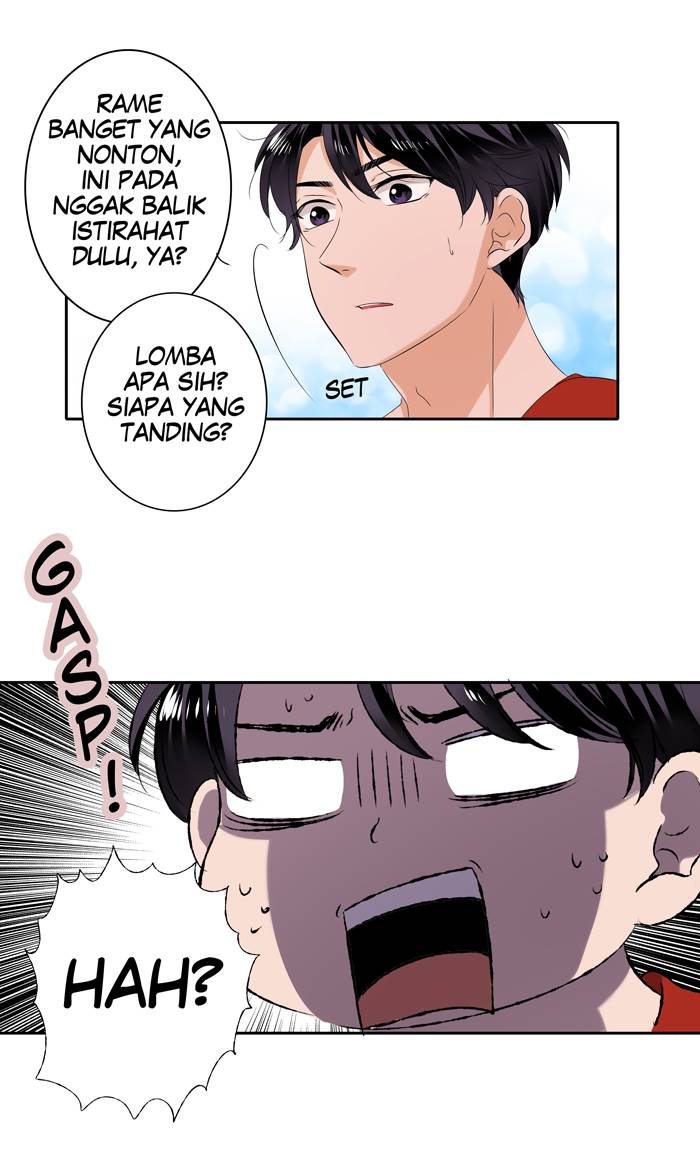 RAME
BANGET YANG
NONTON,
INI PADA
NGGAK BALIK
ISTIRAHAT
DULU, YA?
LOMBA
APA SIH?
SIAPA YANG
TANDING?
SET
GASP!
HAH?